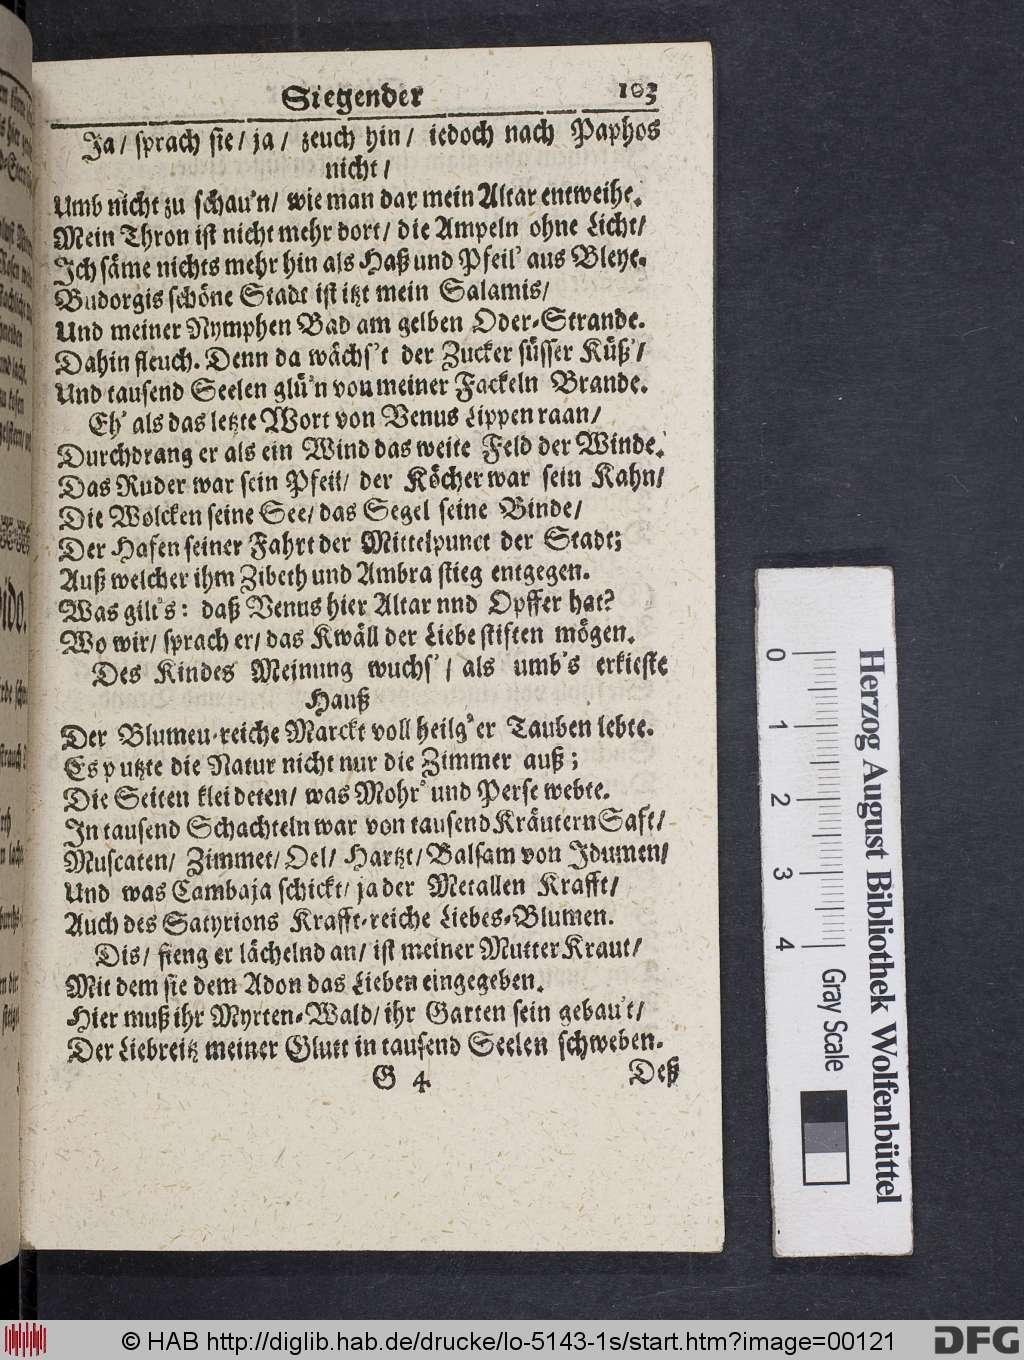 Siegender 103
Ja/ sprach sie/ ja/ zeuch hin/ iedoch nach Paphos
nicht/
Umb nicht zu schau'n/ wie man dar mein Altar entweiht.
Mein Thron ist nicht mehr dort/ die Ampeln ohne Licht/
Ich säme nichts mehr hin als Haß und Pfeil' aus Bleye.
Budorgis schöne Stadt ist itzt mein Salamis/
Und meiner Nymphen Bad am gelben Oder-Strande.
Dahin fleuch. Denn da wächs't der Zucker süsser Küß'/
Und tausend Seelen glü'n von meiner Fackeln Brande.
Eh' als das letzte Wort von Venus Lippen raan/
Durchdrang er als ein Wind das weite Feld der Winde.
Das Ruder war sein Pfeil/ der Köcher war sein Kahn/
Die Wolcken seine See/ das Segel seine Binde/
Der Hafen seiner Fahrt der Mittelpunct der Stadt;
Auß welcher ihm Zibeth und Ambra stieg entgegen.
Was gilt's: daß Venus hier Altar nnd Opffer hat?
Wo wir/ sprach er/ das Kwäll der Liebe stiften mögen.
Des Kindes Meinung wuchs'/ als umb's erkieste
Hauß
Der Blumen-reiche Marckt voll heilg'er Tauben lebte.
Es putzte die Natur nicht nur die Zimmer auß;
Die Seiten kleideten/ was Mohr' und Perse webte.
In tausend Schachteln war von tausend Kräutern Saft/
Muscaten/ Zimmet/ Oel/ Hartzt/ Balsam von Idumen/
Und was Cambaja schickt/ ja der Metallen Krafft/
Auch des Satyrions Krafft-reiche Liebes-Blumen.
Dis/ fieng er lächelnd an/ ist meiner Mutter Kraut/
Mit dem sie dem Adon das Lieben eingegeben.
Hier muß ihr Myrten-Wald/ ihr Garten sein gebau't/
Der Liebreitz meiner Glutt in tausend Seelen schweben.
G 4 Deß
0 1 2 3 4
Herzog August Bibliothek Wolfenbüttel
Gray Scale
© HAB http://diglib.hab.de/drucke/lo-5143-1s/start.htm?image=00121
DFG